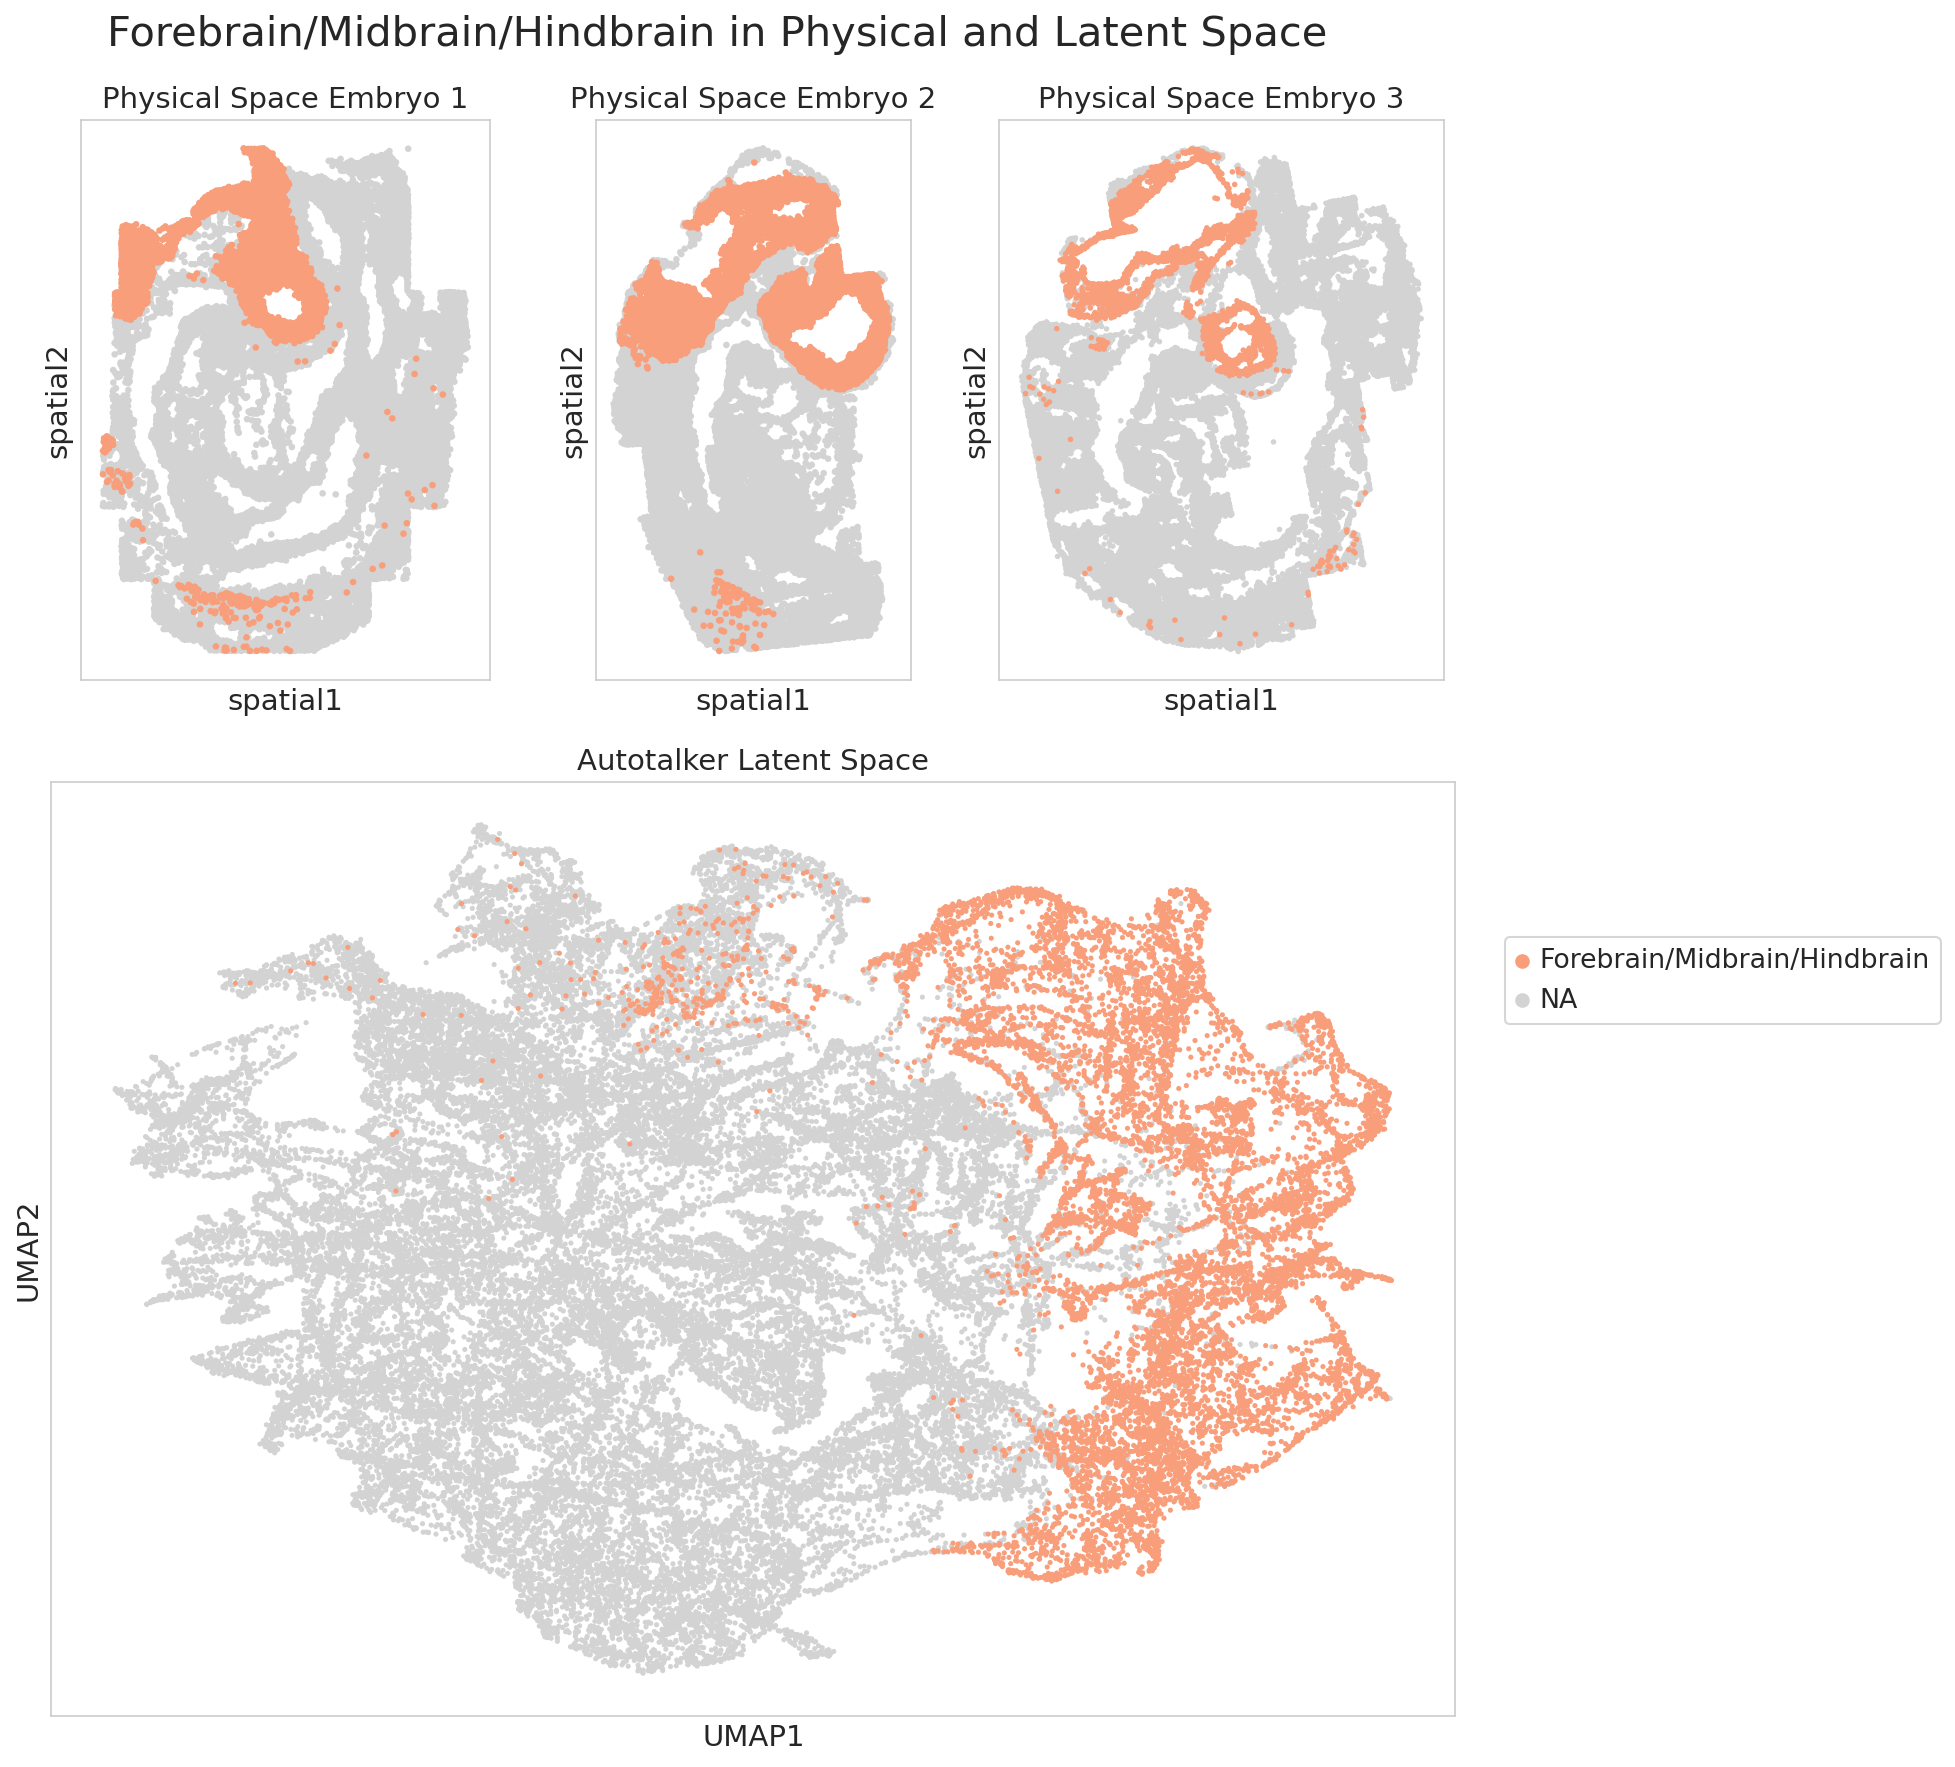 Forebrain/Midbrain/Hindbrain in Physical and Latent Space
Physical Space Embryo 1
Physical Space Embryo 2
Physical Space Embryo 3
spatial2
spatial2
spatial2
spatial1
spatial1
spatial1
Autotalker Latent Space
UMAP2
UMAP1
Forebrain/Midbrain/Hindbrain
NA